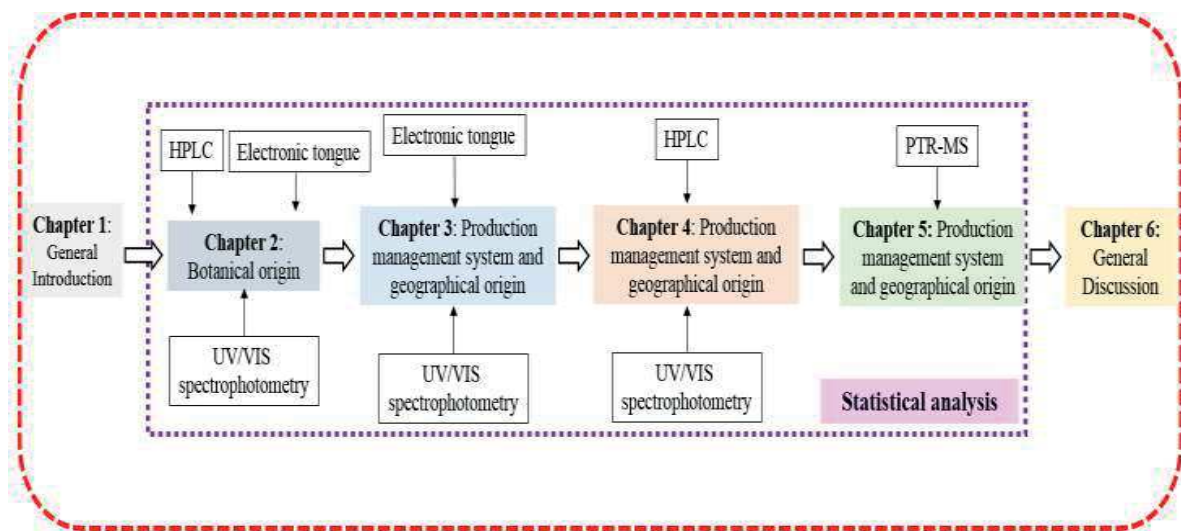 HPLC
Electronic tongue
Electronic tongue
HPLC
PTR-MS
Chapter 1:
General
Introduction
Chapter 2:
Botanical origin
Chapter 3: Production
management system and
geographical origin
Chapter 4: Production
management system and
geographical origin
Chapter 5: Production
management system
and geographical origin
Chapter 6:
General
Discussion
UV/VIS
spectrophotometry
UV/VIS
spectrophotometry
UV/VIS
spectrophotometry
Statistical analysis